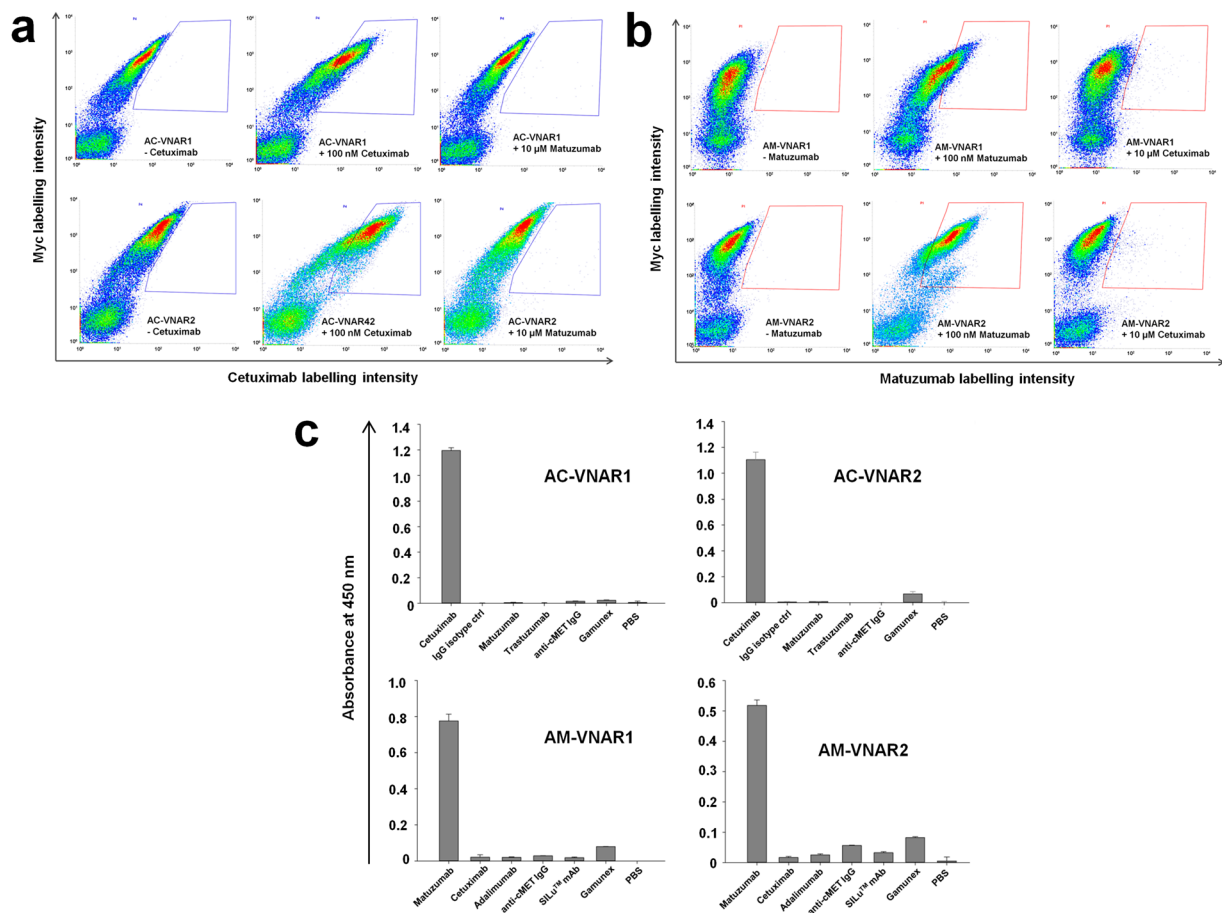 a
Myc labelling intensity
AC-VNAR1
- Cetuximab
AC-VNAR1
+ 100 nM Cetuximab
AC-VNAR1
+ 10 µM Matuzumab
AC-VNAR2
- Cetuximab
AC-VNAR42
+ 100 nM Cetuximab
AC-VNAR2
+ 10 µM Matuzumab
Cetuximab labelling intensity
b
Myc labelling intensity
AM-VNAR1
- Matuzumab
AM-VNAR1
+ 100 nM Matuzumab
AM-VNAR1
+ 10 µM Cetuximab
AM-VNAR2
- Matuzumab
AM-VNAR2
+ 100 nM Matuzumab
AM-VNAR2
+ 10 µM Cetuximab
Matuzumab labelling intensity
c
Absorbance at 450 nm
AC-VNAR1
1.4
1.2
1.0
0.8
0.6
0.4
0.2
0
Cetuximab
IgG isotype ctrl
Matuzumab
Trastuzumab
anti-cMET IgG
Gamunex
PBS
AC-VNAR2
1.4
1.2
1.0
0.8
0.6
0.4
0.2
0
Cetuximab
IgG isotype ctrl
Matuzumab
Trastuzumab
anti-cMET IgG
Gamunex
PBS
AM-VNAR1
1.0
0.8
0.6
0.4
0.2
0
Matuzumab
Cetuximab
Adalimumab
anti-cMET IgG
SiLu™ mAb
Gamunex
PBS
AM-VNAR2
0.6
0.5
0.4
0.3
0.2
0.1
0
Matuzumab
Cetuximab
Adalimumab
anti-cMET IgG
SiLu™ mAb
Gamunex
PBS